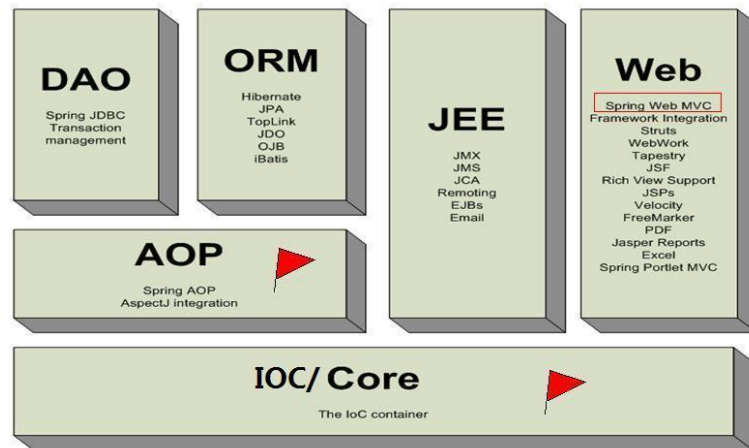 DAO
Spring JDBC
Transaction
management
ORM
Hibernate
JPA
TopLink
JDO
OJB
iBatis
JEE
JMX
JMS
JCA
Remoting
EJBs
Email
Web
Spring Web MVC
Framework Integration
Struts
WebWork
Tapestry
JSF
Rich View Support
JSPs
Velocity
FreeMarker
PDF
Jasper Reports
Excel
Spring Portlet MVC
AOP
Spring AOP
AspectJ integration
IOC/ Core
The IoC container